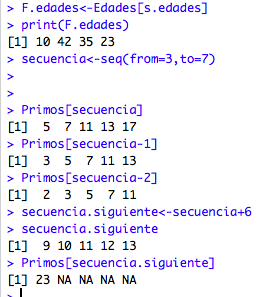 > F.edades<-Edades[s.edades]
> print(F.edades)
[1] 10 42 35 23
> secuencia<-seq(from=3,to=7)
>
>
> Primos[secuencia]
[1]  5  7 11 13 17
> Primos[secuencia-1]
[1]  3  5  7 11 13
> Primos[secuencia-2]
[1]  2  3  5  7 11
> secuencia.siguiente<-secuencia+6
> secuencia.siguiente
[1]  9 10 11 12 13
> Primos[secuencia.siguiente]
[1] 23 NA NA NA NA
>